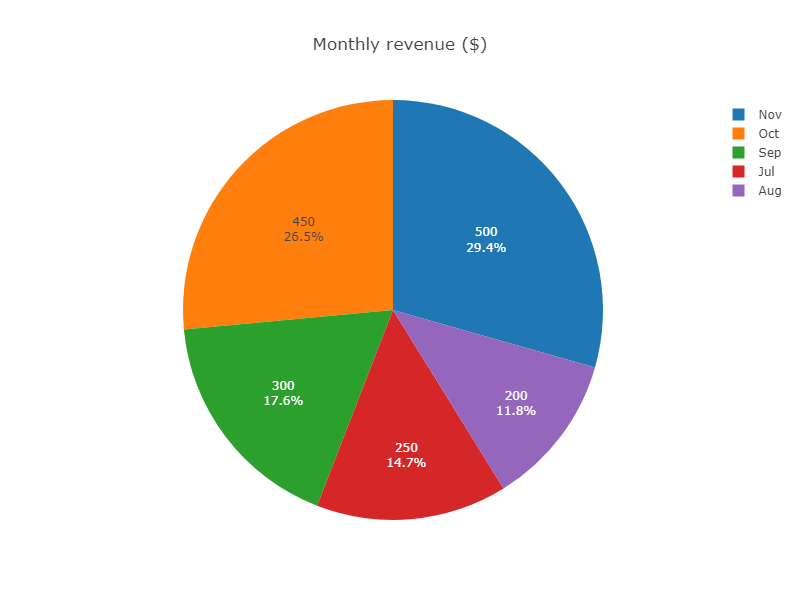 Monthly revenue ($)
Nov
Oct
Sep
Jul
Aug
450
26.5%
500
29.4%
300
17.6%
200
11.8%
250
14.7%